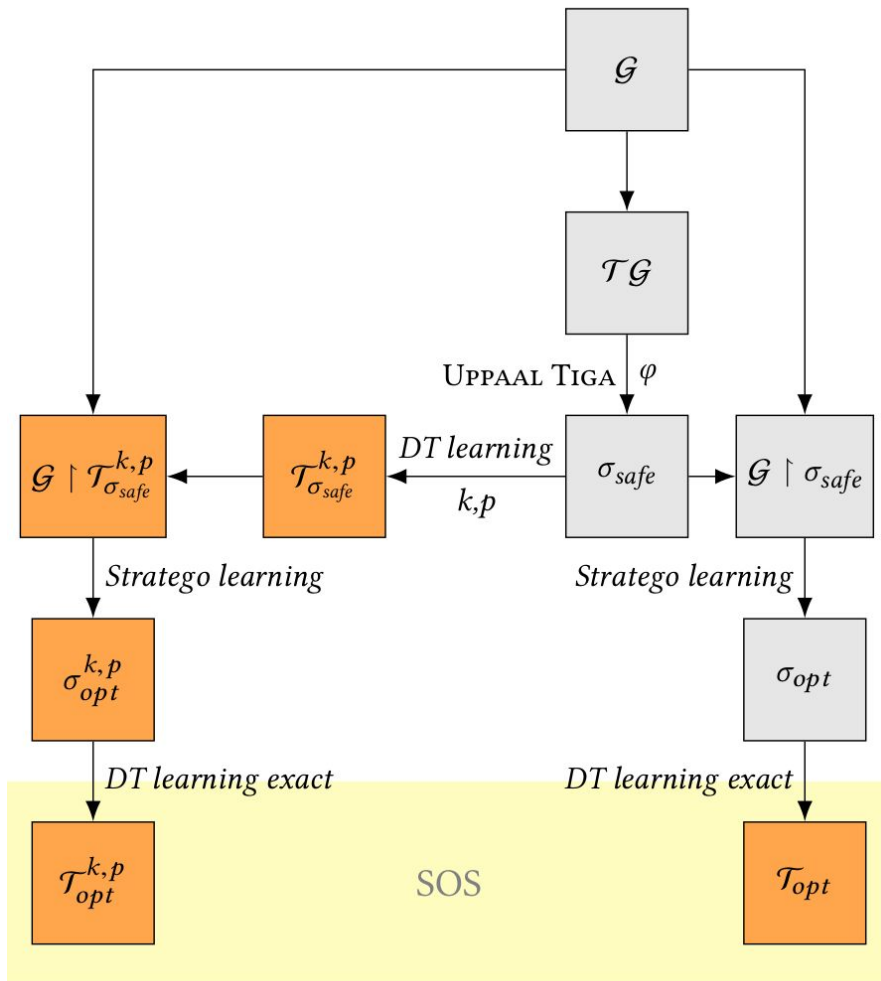 𝒢
𝒯𝒢
UPPAAL TIGA φ
𝒢 ↾ 𝒯^{k,p}_{σ_{safe}}
𝒯^{k,p}_{σ_{safe}}
DT learning
k,p
σ_{safe}
𝒢 ↾ σ_{safe}
Stratego learning
Stratego learning
σ^{k,p}_{opt}
σ_{opt}
DT learning exact
DT learning exact
𝒯^{k,p}_{opt}
SOS
𝒯_{opt}